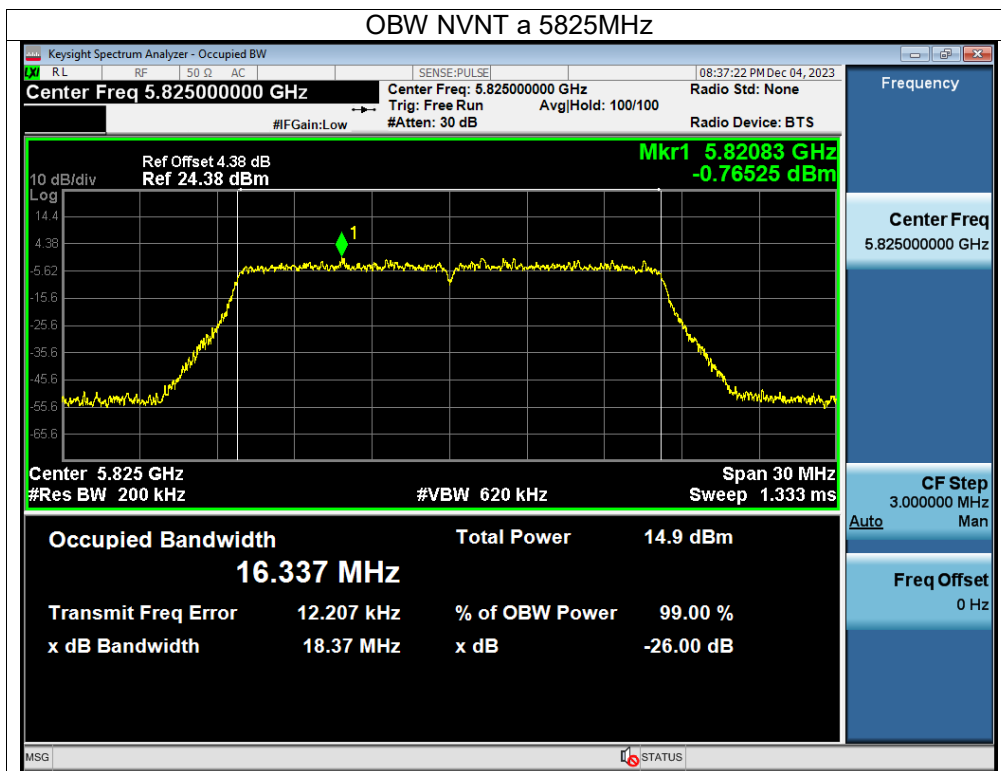 OBW NVNT a 5825MHz
Keysight Spectrum Analyzer - Occupied BW
LXI RL RF 50 Ω AC SENSE:PULSE 08:37:22 PM Dec 04, 2023
Center Freq 5.825000000 GHz
Center Freq: 5.825000000 GHz Radio Std: None
Trig: Free Run Avg|Hold: 100/100
#IFGain:Low #Atten: 30 dB Radio Device: BTS
Mkr1 5.82083 GHz
-0.76525 dBm
Ref Offset 4.38 dB
10 dB/div Ref 24.38 dBm
Log
14.4
4.38
1
-5.62
-15.6
-25.6
-35.6
-45.6
-55.6
-65.6
Center 5.825 GHz Span 30 MHz
#Res BW 200 kHz #VBW 620 kHz Sweep 1.333 ms
Occupied Bandwidth Total Power 14.9 dBm
16.337 MHz
Transmit Freq Error 12.207 kHz % of OBW Power 99.00 %
x dB Bandwidth 18.37 MHz x dB -26.00 dB
Frequency
Center Freq
5.825000000 GHz
CF Step
3.000000 MHz
Auto Man
Freq Offset
0 Hz
MSG STATUS